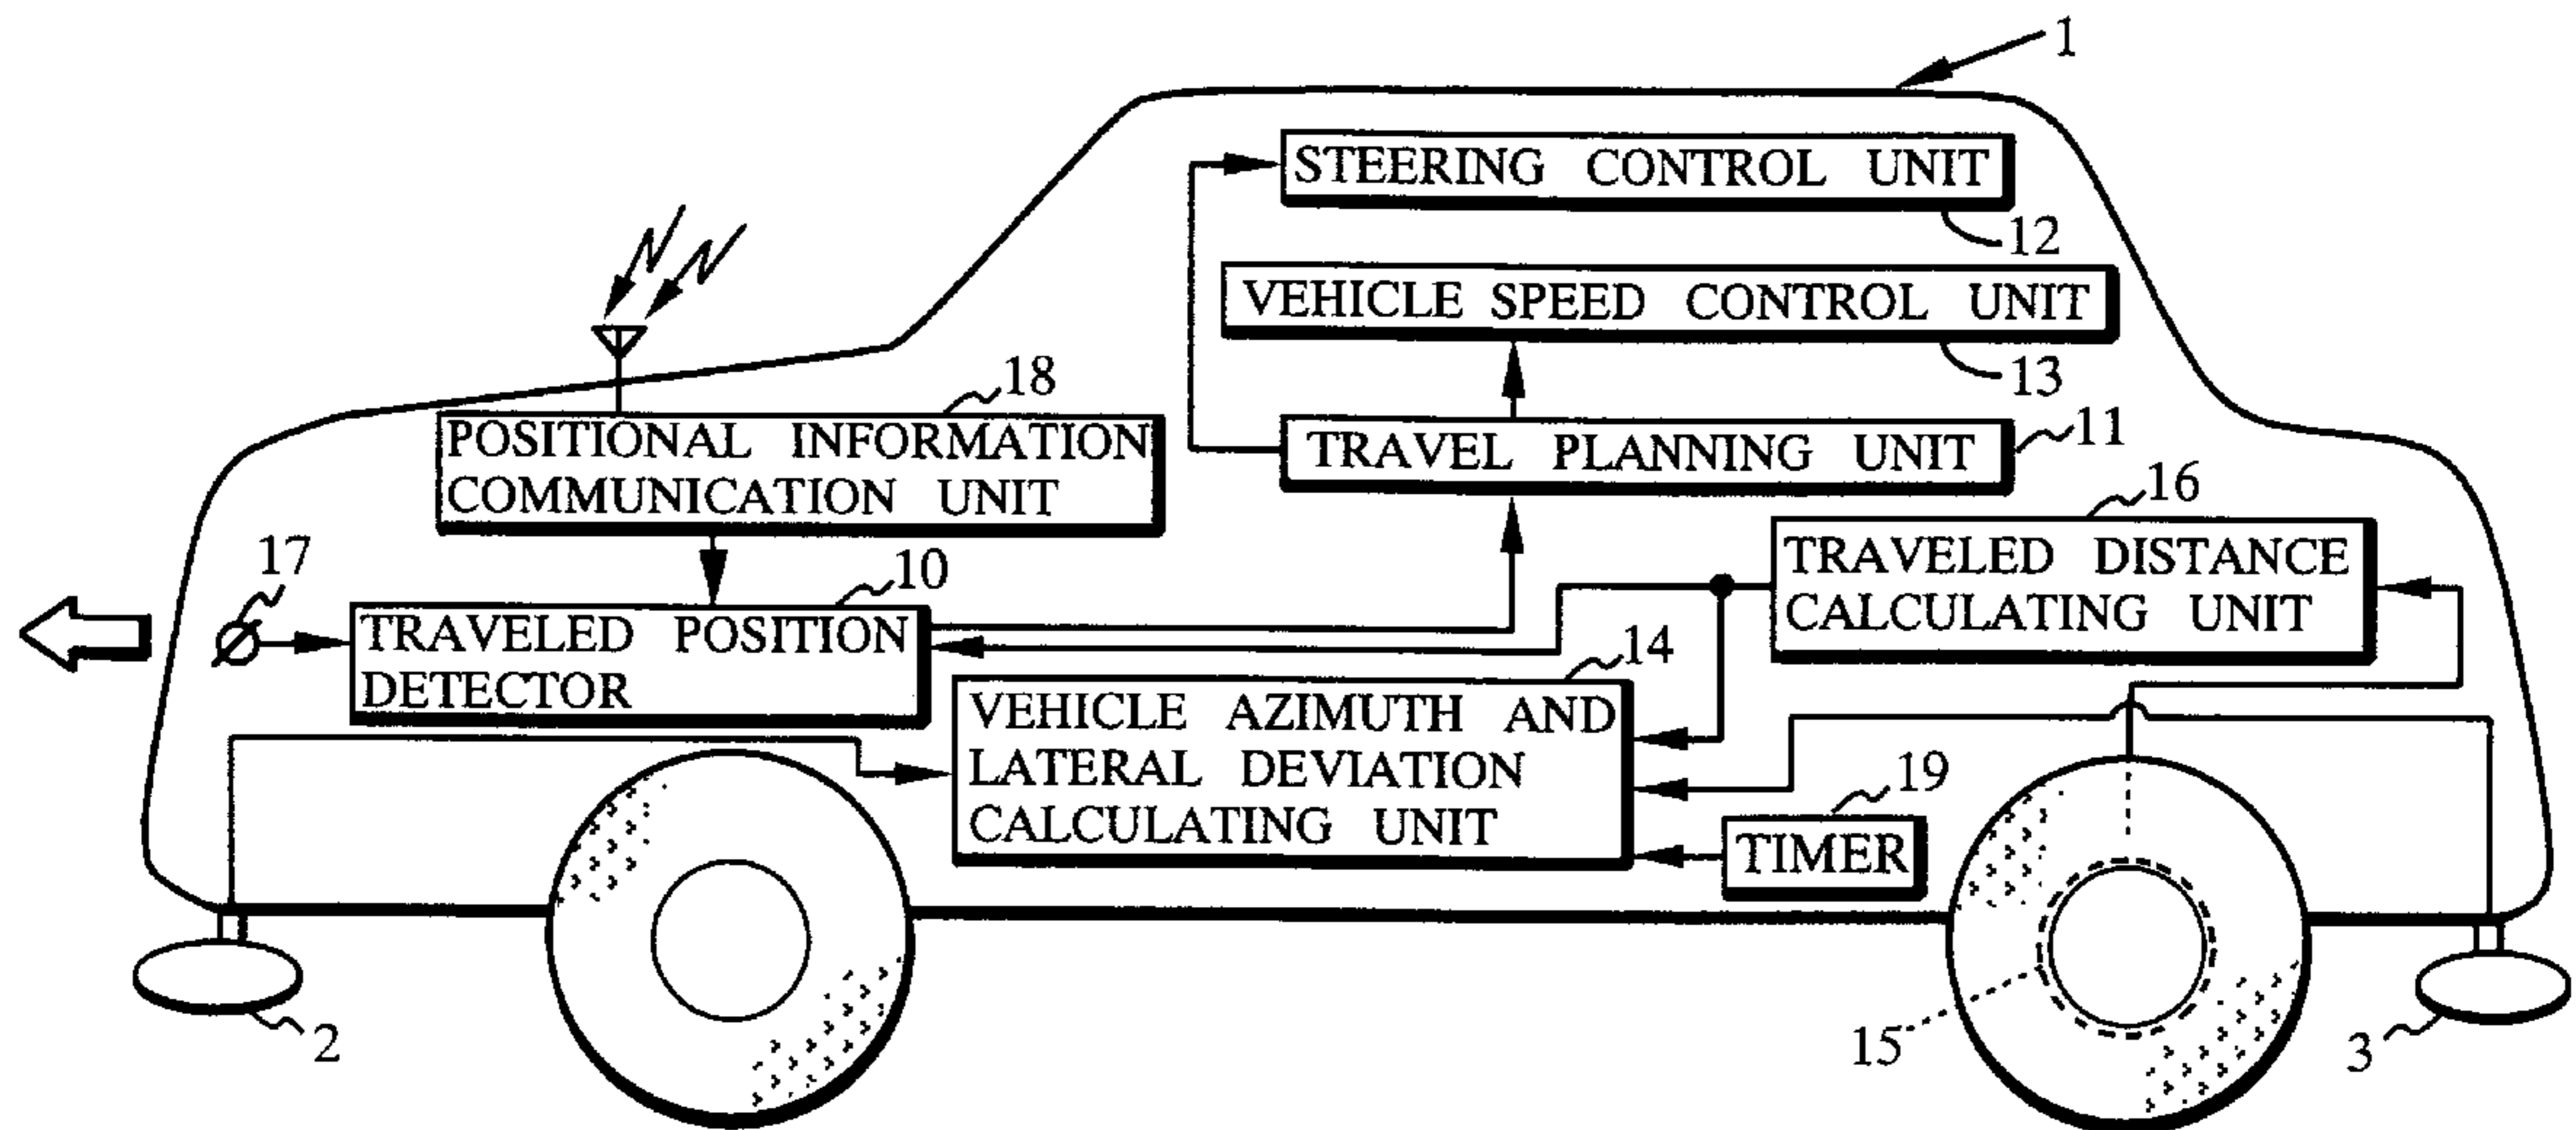 1
STEERING CONTROL UNIT
12
VEHICLE SPEED CONTROL UNIT
13
18
POSITIONAL INFORMATION
COMMUNICATION UNIT
TRAVEL PLANNING UNIT
11
16
TRAVELED DISTANCE
CALCULATING UNIT
17
10
TRAVELED POSITION
DETECTOR
14
VEHICLE AZIMUTH AND
LATERAL DEVIATION
CALCULATING UNIT
19
TIMER
2
15
3